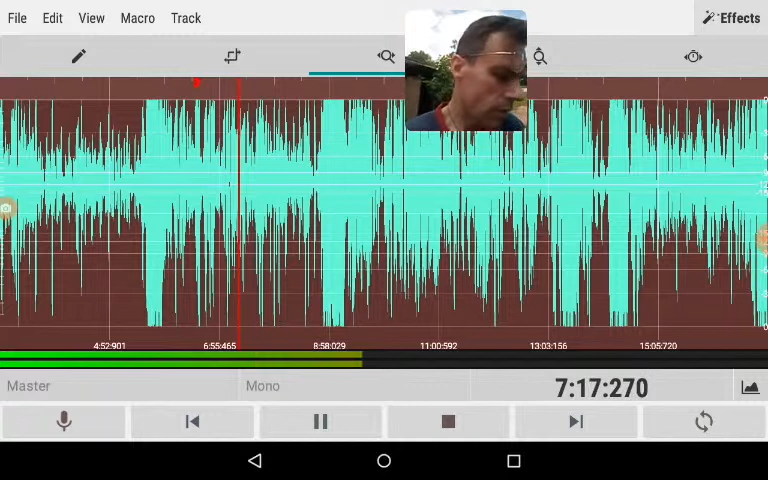 File Edit View Macro Track Effects
4:52:901 6:55:465 8:58:029 11:00:592 13:03:156 15:05:720
Master Mono 7:17:270